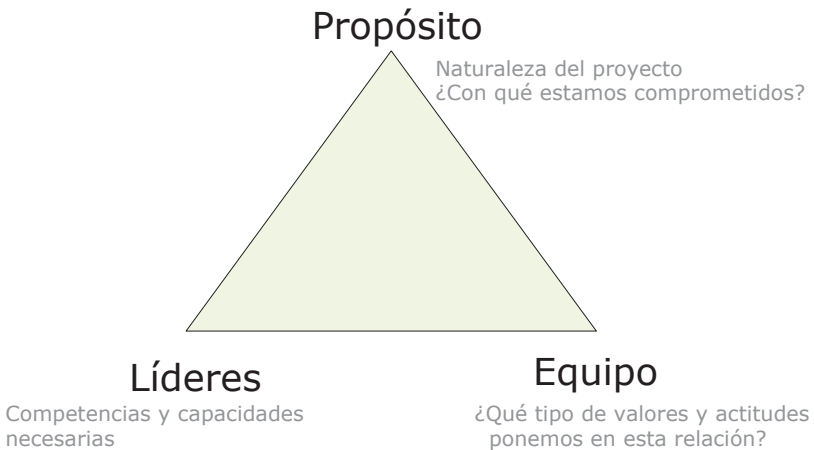 Propósito
Naturaleza del proyecto
¿Con qué estamos comprometidos?
Líderes
Competencias y capacidades
necesarias
Equipo
¿Qué tipo de valores y actitudes
ponemos en esta relación?